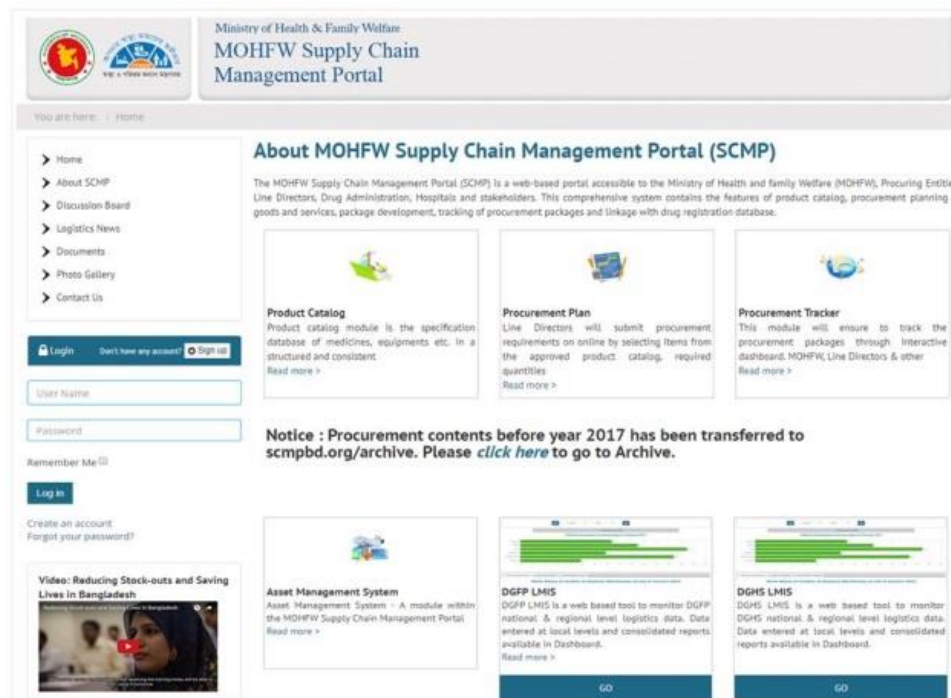 Ministry of Health & Family Welfare
MOHFW Supply Chain
Management Portal
You are here: / Home
Home
About SCMP
Discussion Board
Logistics News
Documents
Photo Gallery
Contact Us
Login
Don't have any account?
Sign up
User Name
Password
Remember Me
Log in
Create an account
Forgot your password?
Video: Reducing Stock-outs and Saving
Lives in Bangladesh
Reducing Stock-outs and Saving Lives in Bangladesh
About MOHFW Supply Chain Management Portal (SCMP)
The MOHFW Supply Chain Management Portal (SCMP) is a web-based portal accessible to the Ministry of Health and family Welfare (MOHFW), Procuring Entitie
Line Directors, Drug Administration, Hospitals and stakeholders. This comprehensive system contains the features of product catalog, procurement planning
goods and services, package development, tracking of procurement packages and linkage with drug registration database.
Product Catalog
Product catalog module is the specification
database of medicines, equipments etc. in a
structured and consistent
Read more >
Procurement Plan
Line Directors will submit procurement
requirements on online by selecting items from
the approved product catalog, required
quantities
Read more >
Procurement Tracker
This module will ensure to track the
procurement packages through interactive
dashboard. MOHFW, Line Directors & other
Read more >
Notice : Procurement contents before year 2017 has been transferred to
scmpbd.org/archive. Please click here to go to Archive.
Asset Management System
Asset Management System - A module within
the MOHFW Supply Chain Management Portal
Read more >
DGFP LMIS
DGFP LMIS is a web based tool to monitor DGFP
national & regional level logistics data. Data
entered at local levels and consolidated reports
available in Dashboard.
Read more >
GO
DGHS LMIS
DGHS LMIS is a web based tool to monitor
DGHS national & regional level logistics data.
Data entered at local levels and consolidated
reports available in Dashboard.
GO